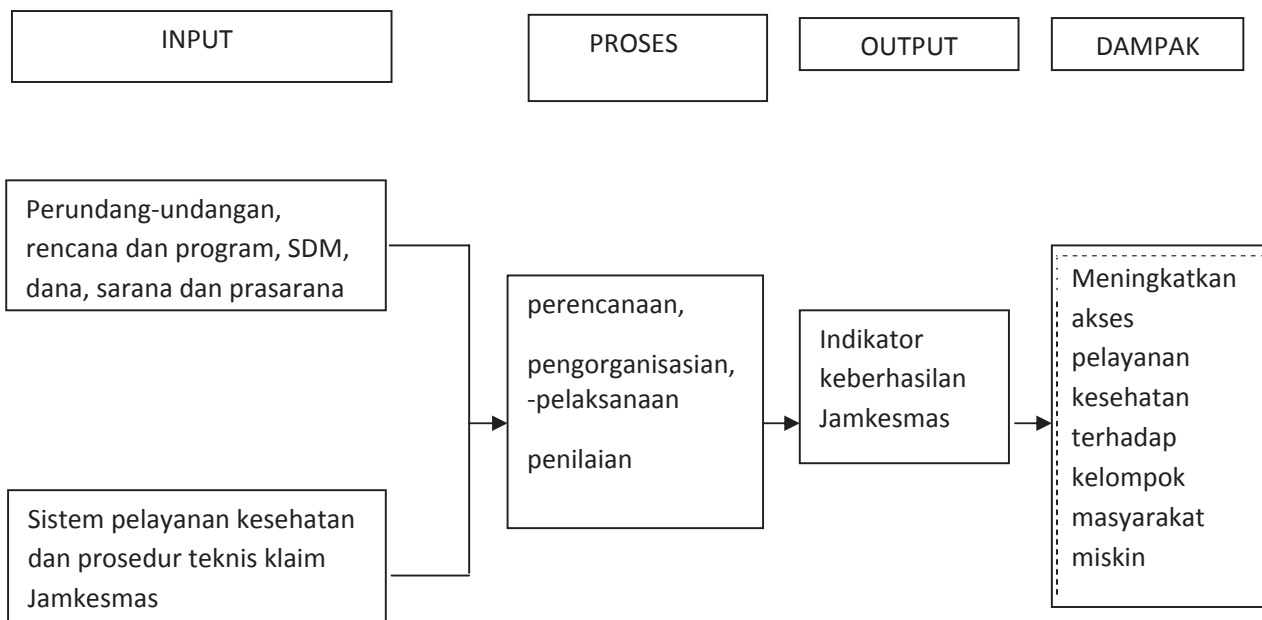 INPUT
PROSES
OUTPUT
DAMPAK
Perundang-undangan,
rencana dan program, SDM,
dana, sarana dan prasarana
Sistem pelayanan kesehatan
dan prosedur teknis klaim
Jamkesmas
perencanaan,
pengorganisasian,
-pelaksanaan
penilaian
Indikator
keberhasilan
Jamkesmas
Meningkatkan
akses
pelayanan
kesehatan
terhadap
kelompok
masyarakat
miskin